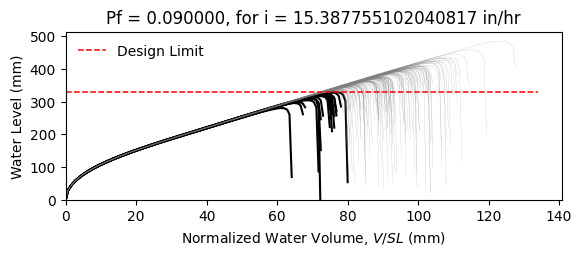 Pf = 0.090000, for i = 15.387755102040817 in/hr
500
400
300
200
100
0
Water Level (mm)
Design Limit
0 20 40 60 80 100 120 140
Normalized Water Volume, V/SL (mm)